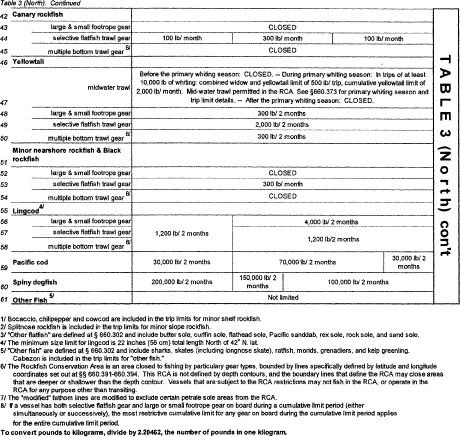 Table 3 (North). Continued
42 Canary rockfish
43 large & small footrope gear CLOSED
44 selective flatfish trawl gear 100 lb/ month 300 lb/ month 100 lb/ month
45 multiple bottom trawl gear 8/ CLOSED
46 Yellowtail
47 midwater trawl
Before the primary whiting season: CLOSED. -- During primary whiting season: In trips of at least
10,000 lb of whiting: combined widow and yellowtail limit of 500 lb/ trip, cumulative yellowtail limit of
2,000 lb/ month. Mid-water trawl permitted in the RCA. See §660.373 for primary whiting season and
trip limit details. -- After the primary whiting season: CLOSED.
48 large & small footrope gear 300 lb/ 2 months
49 selective flatfish trawl gear 2,000 lb/ 2 months
50 multiple bottom trawl gear 8/ 300 lb/ 2 months
51 Minor nearshore rockfish & Black
rockfish
52 large & small footrope gear CLOSED
53 selective flatfish trawl gear 300 lb/ month
54 multiple bottom trawl gear 8/ CLOSED
55 Lingcod 4/
56 large & small footrope gear 1,200 lb/ 2 months 4,000 lb/ 2 months
57 selective flatfish trawl gear 1,200 lb/ 2 months
58 multiple bottom trawl gear 8/
59 Pacific cod 30,000 lb/ 2 months 70,000 lb/ 2 months 30,000 lb/ 2 months
60 Spiny dogfish 200,000 lb/ 2 months 150,000 lb/ 2 months 100,000 lb/ 2 months
61 Other Fish 5/ Not limited
TABLE 3 (North) con't
1/ Bocaccio, chilipepper and cowcod are included in the trip limits for minor shelf rockfish.
2/ Splitnose rockfish is included in the trip limits for minor slope rockfish.
3/ "Other flatfish" are defined at § 660.302 and include butter sole, curlfin sole, flathead sole, Pacific sanddab, rex sole, rock sole, and sand sole.
4/ The minimum size limit for lingcod is 22 inches (56 cm) total length North of 42° N. lat.
5/ "Other fish" are defined at § 660.302 and include sharks, skates (including longnose skate), ratfish, morids, grenadiers, and kelp greenling.
Cabezon is included in the trip limits for "other fish."
6/ The Rockfish Conservation Area is an area closed to fishing by particular gear types, bounded by lines specifically defined by latitude and longitude
coordinates set out at §§ 660.391-660.394. This RCA is not defined by depth contours, and the boundary lines that define the RCA may close areas
that are deeper or shallower than the depth contour. Vessels that are subject to the RCA restrictions may not fish in the RCA, or operate in the
RCA for any purpose other than transiting.
7/ The "modified" fathom lines are modified to exclude certain petrale sole areas from the RCA.
8/ If a vessel has both selective flatfish gear and large or small footrope gear on board during a cumulative limit period (either
simultaneously or successively), the most restrictive cumulative limit for any gear on board during the cumulative limit period applies
for the entire cumulative limit period.
To convert pounds to kilograms, divide by 2.20462, the number of pounds in one kilogram.